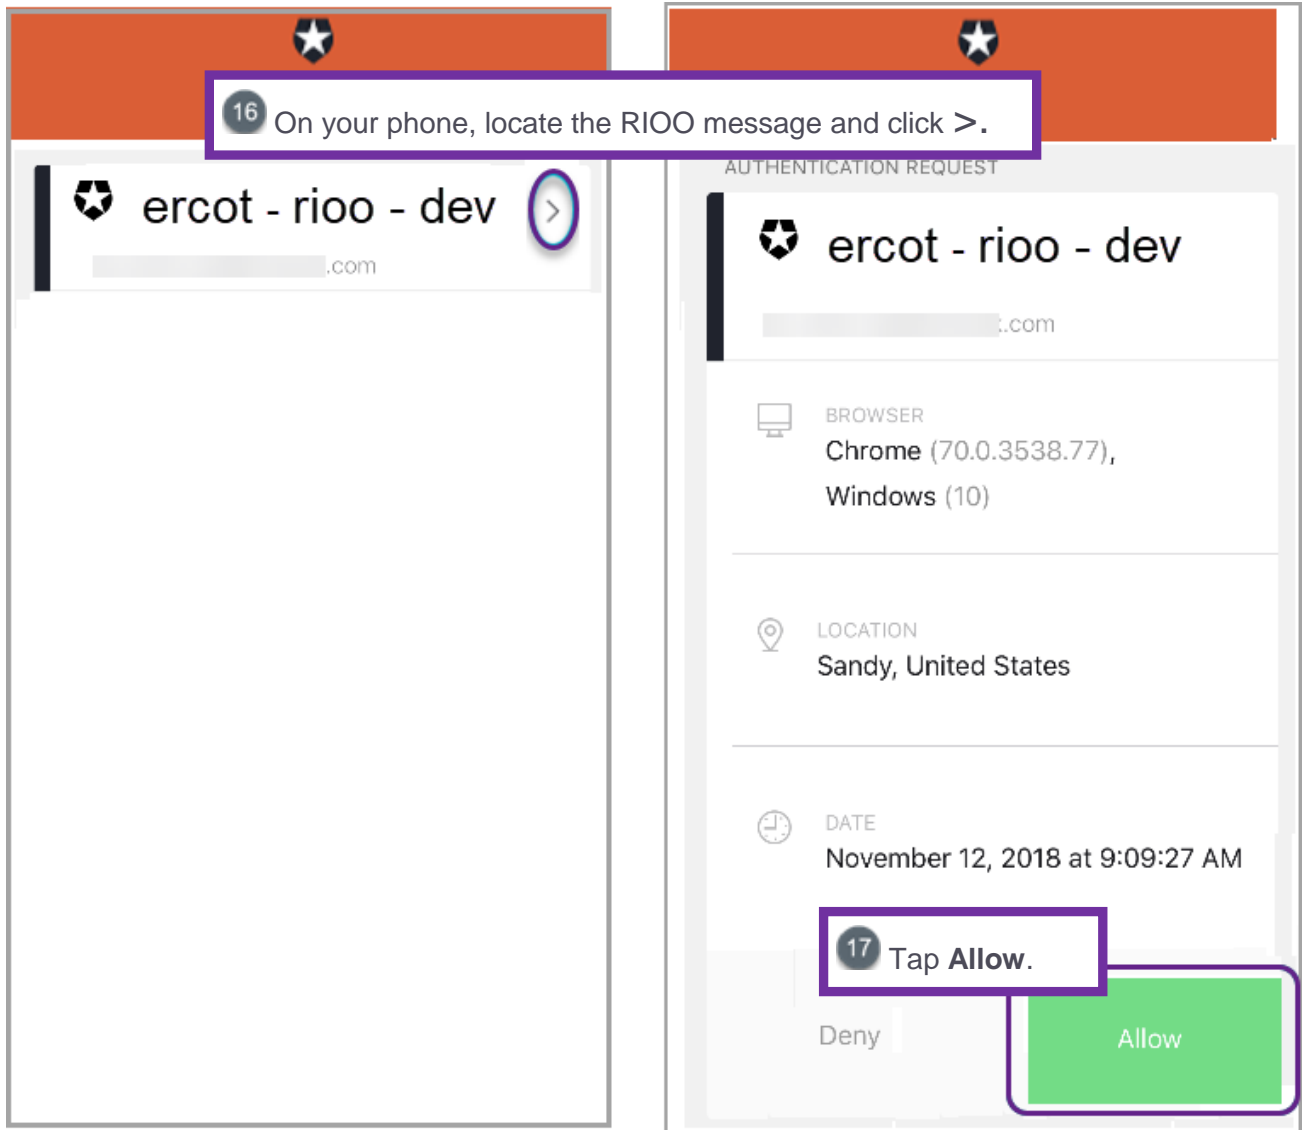 16 On your phone, locate the RIOO message and click >.
ercot - rioo - dev
.com
AUTHENTICATION REQUEST
ercot - rioo - dev
.com
BROWSER
Chrome (70.0.3538.77),
Windows (10)
LOCATION
Sandy, United States
DATE
November 12, 2018 at 9:09:27 AM
17 Tap Allow.
Deny
Allow